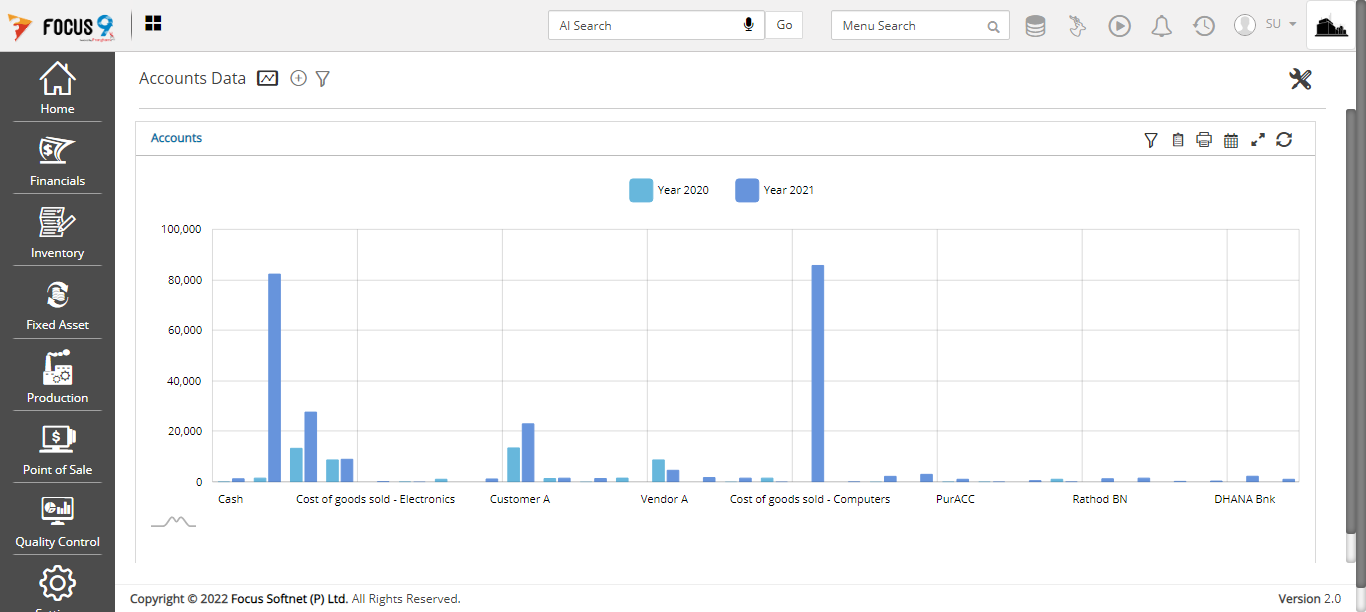 FOCUS 9
AI Search
Go
Menu Search
SU
Home
Financials
Inventory
Fixed Asset
Production
Point of Sale
Quality Control
Accounts Data
Accounts
Year 2020
Year 2021
100,000
80,000
60,000
40,000
20,000
0
Cash
Cost of goods sold - Electronics
Customer A
Vendor A
Cost of goods sold - Computers
PurACC
Rathod BN
DHANA Bnk
Copyright © 2022 Focus Softnet (P) Ltd. All Rights Reserved.
Version 2.0